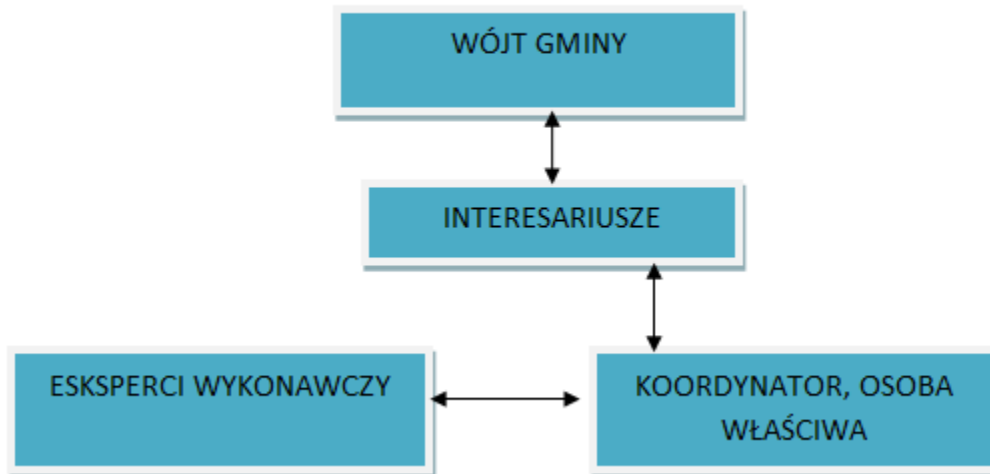 WÓJT GMINY
INTERESARIUSZE
ESKSPERCI WYKONAWCZY
KOORDYNATOR, OSOBA
WŁAŚCIWA